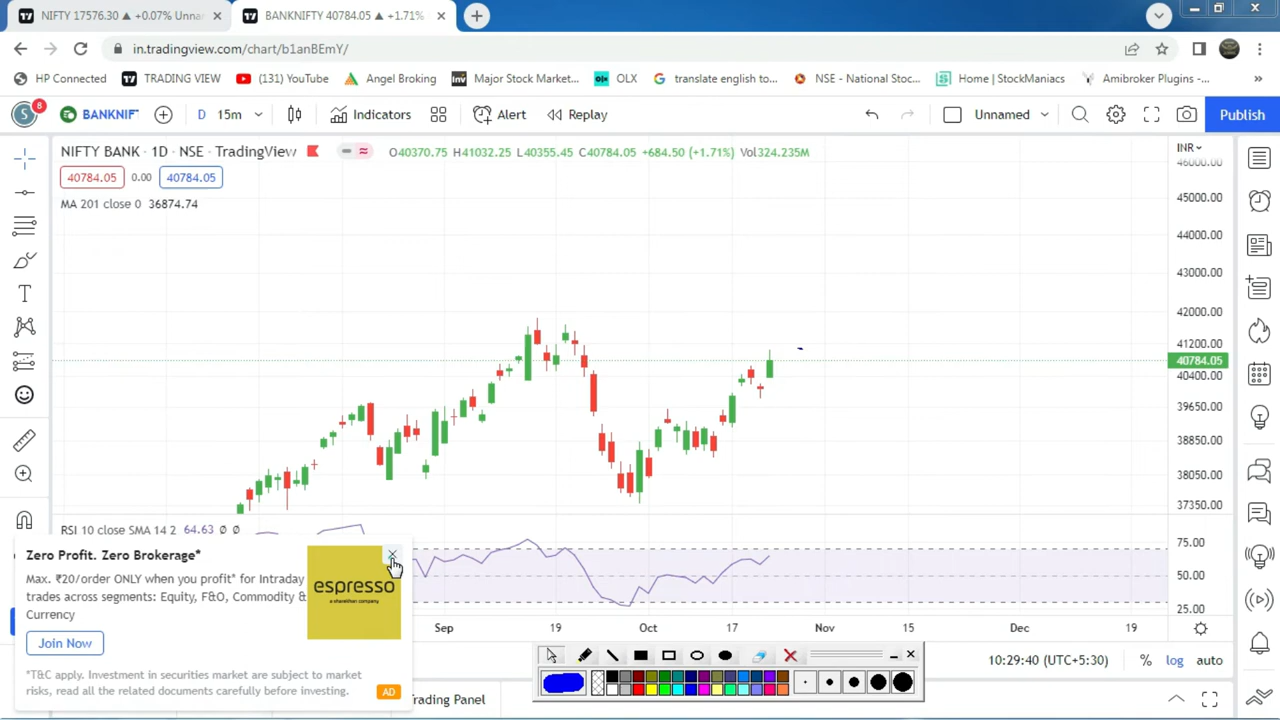 NIFTY 17576.30 ▲ +0.07% Unna
BANKNIFTY 40784.05 ▲ +1.71%
in.tradingview.com/chart/b1anBEmY/
HP Connected
TRADING VIEW
(131) YouTube
Angel Broking
Inv Major Stock Market...
olx OLX
translate english to...
NSE - National Stoc...
Home | StockManiacs
Amibroker Plugins -...
S 8
BANKNIF
D 15m
Indicators
Alert
Replay
Unnamed
Publish
NIFTY BANK · 1D · NSE · TradingView
O40370.75 H41032.25 L40355.45 C40784.05 +684.50 (+1.71%) Vol324.235M
INR
40784.05 0.00 40784.05
MA 201 close 0 36874.74
46000.00
45000.00
44000.00
43000.00
42000.00
41200.00
40784.05
40400.00
39650.00
38850.00
38050.00
37350.00
RSI 10 close SMA 14 2 64.63 Ø Ø
75.00
50.00
25.00
Zero Profit. Zero Brokerage*
Max. ₹20/order ONLY when you profit* for Intraday
trades across segments: Equity, F&O, Commodity &
Currency
espresso
a sharekhan company
Join Now
*T&C apply. Investment in securities market are subject to market
risks, read all the related documents carefully before investing.
AD
Sep 19 Oct 17 Nov 15 Dec 19
10:29:40 (UTC+5:30)
% log auto
rading Panel